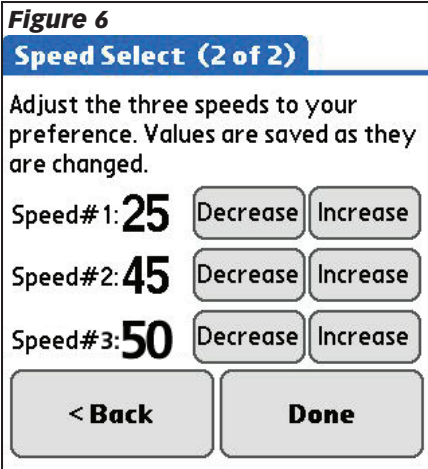 Figure 6
Speed Select (2 of 2)
Adjust the three speeds to your
preference. Values are saved as they
are changed.
Speed#1: 25 Decrease Increase
Speed#2: 45 Decrease Increase
Speed#3: 50 Decrease Increase
< Back Done